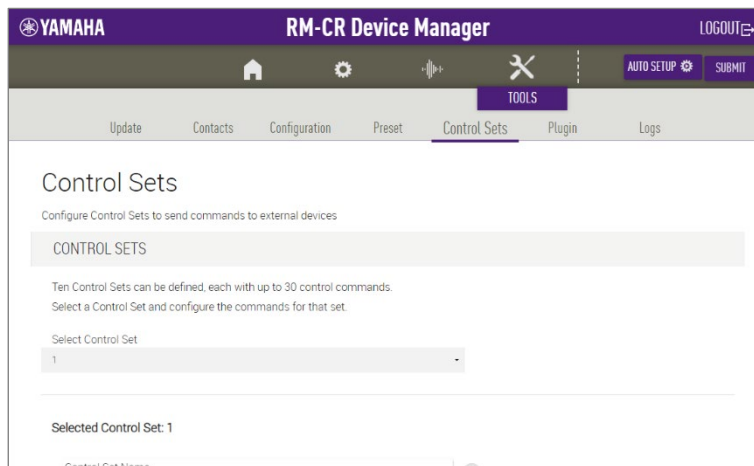 YAMAHA RM-CR Device Manager LOGOUT
AUTO SETUP SUBMIT
TOOLS
Update Contacts Configuration Preset Control Sets Plugin Logs
Control Sets
Configure Control Sets to send commands to external devices
CONTROL SETS
Ten Control Sets can be defined, each with up to 30 control commands.
Select a Control Set and configure the commands for that set.
Select Control Set
1
Selected Control Set: 1
Control Set Name